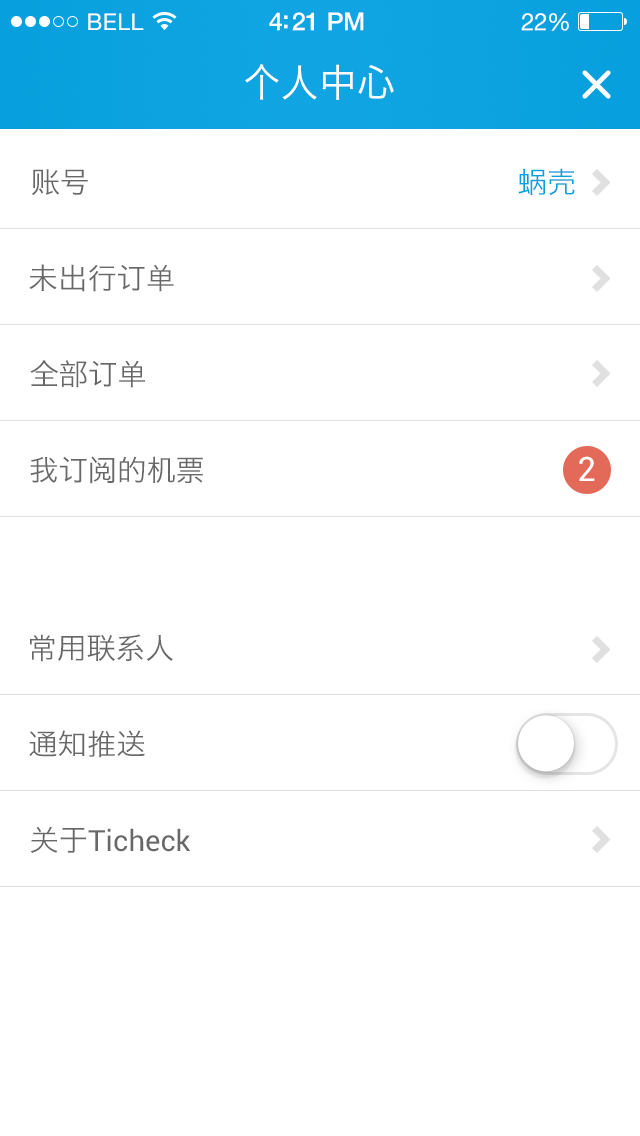 BELL 4:21 PM 22%
个人中心
账号 蜗壳
未出行订单
全部订单
我订阅的机票 2
常用联系人
通知推送
关于Ticheck